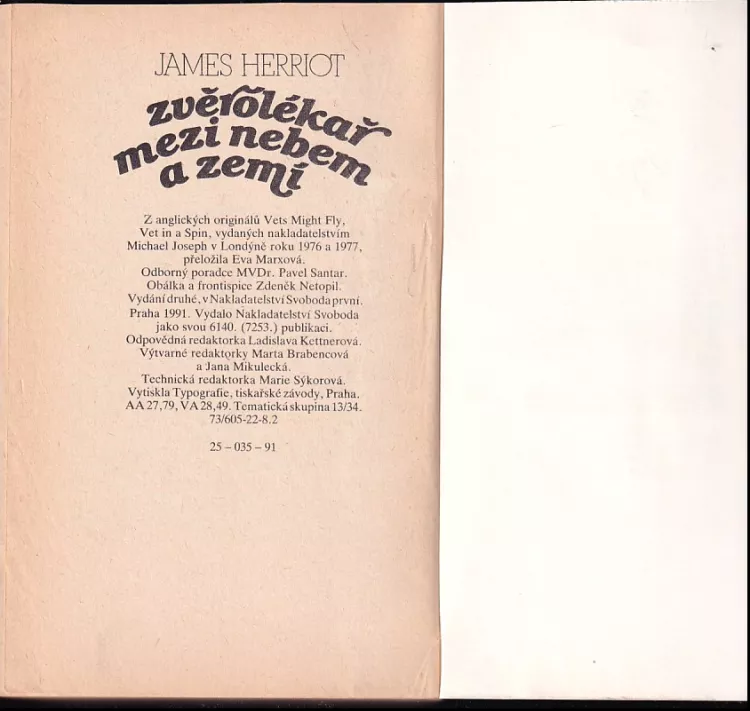 JAMES HERRIOT
zvěrolékař
mezi nebem
a zemí
Z anglických originálů Vets Might Fly,
Vet in a Spin, vydaných nakladatelstvím
Michael Joseph v Londýně roku 1976 a 1977,
přeložila Eva Marxová.
Odborný poradce MVDr. Pavel Santar.
Obálka a frontispice Zdeněk Netopil.
Vydání druhé, v Nakladatelství Svoboda první.
Praha 1991. Vydalo Nakladatelství Svoboda
jako svou 6140. (7253.) publikaci.
Odpovědná redaktorka Ladislava Kettnerová.
Výtvarné redaktorky Marta Brabencová
a Jana Mikulecká.
Technická redaktorka Marie Sýkorová.
Vytiskla Typografie, tiskařské závody, Praha.
AA 27,79, VA 28,49. Tematická skupina 13/34.
73/605-22-8.2
25 – 035 – 91